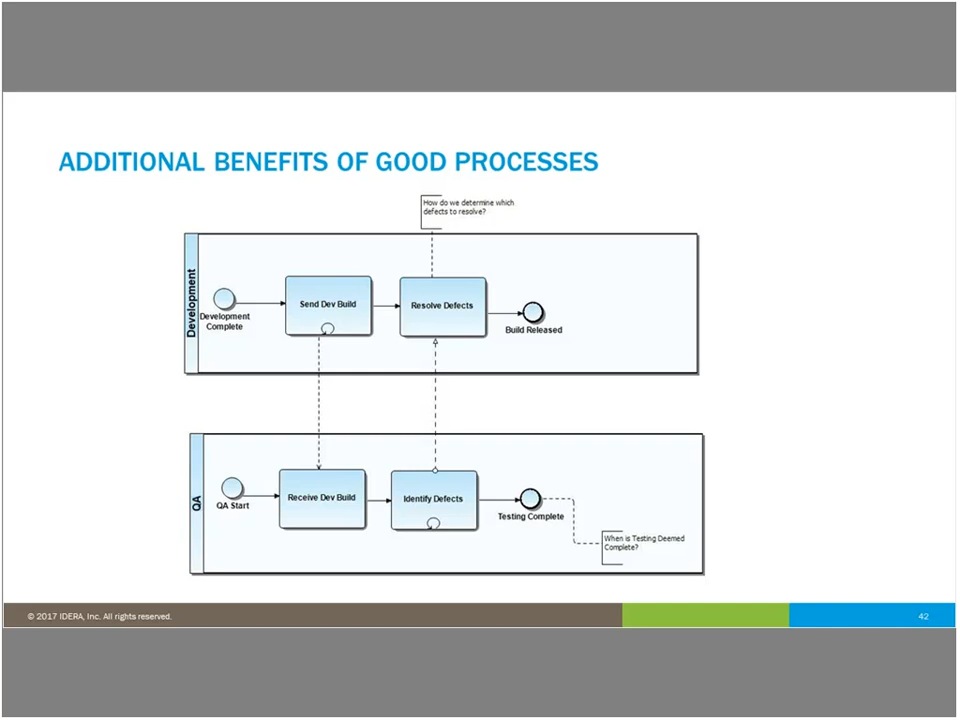 ADDITIONAL BENEFITS OF GOOD PROCESSES
How do we determine which
defects to resolve?
Development
Development
Complete
Send Dev Build
Resolve Defects
Build Released
QA
QA Start
Receive Dev Build
Identify Defects
Testing Complete
When is Testing Deemed
Complete?
© 2017 IDERA, Inc. All rights reserved.
42